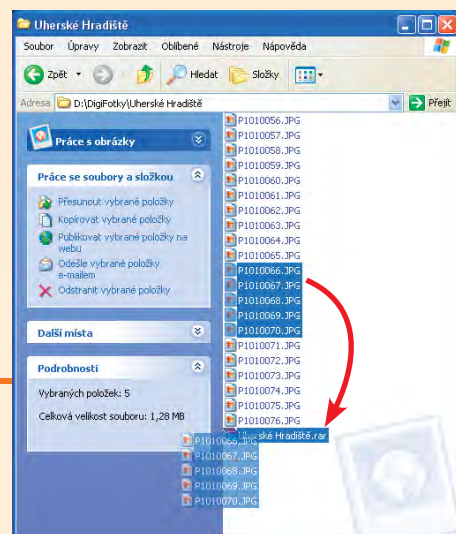 Uherské Hradiště
Soubor Úpravy Zobrazit Oblíbené Nástroje Nápověda
Zpět Hledat Složky
Adresa D:\DigiFotky\Uherské Hradiště Přejít
Práce s obrázky
Práce se soubory a složkou
Přesunout vybrané položky
Kopírovat vybrané položky
Publikovat vybrané položky na
webu
Odešle vybrané položky
e-mailem
Odstranit vybrané položky
Další místa
Podrobnosti
Vybraných položek: 5
Celková velikost souboru: 1,28 MB
P1010056.JPG
P1010057.JPG
P1010058.JPG
P1010059.JPG
P1010060.JPG
P1010061.JPG
P1010062.JPG
P1010063.JPG
P1010064.JPG
P1010065.JPG
P1010066.JPG
P1010067.JPG
P1010068.JPG
P1010069.JPG
P1010070.JPG
P1010071.JPG
P1010072.JPG
P1010073.JPG
P1010074.JPG
P1010075.JPG
P1010076.JPG
ské Hradiště.rar
P1010066.JPG
P1010067.JPG
P1010068.JPG
P1010069.JPG
P1010070.JPG